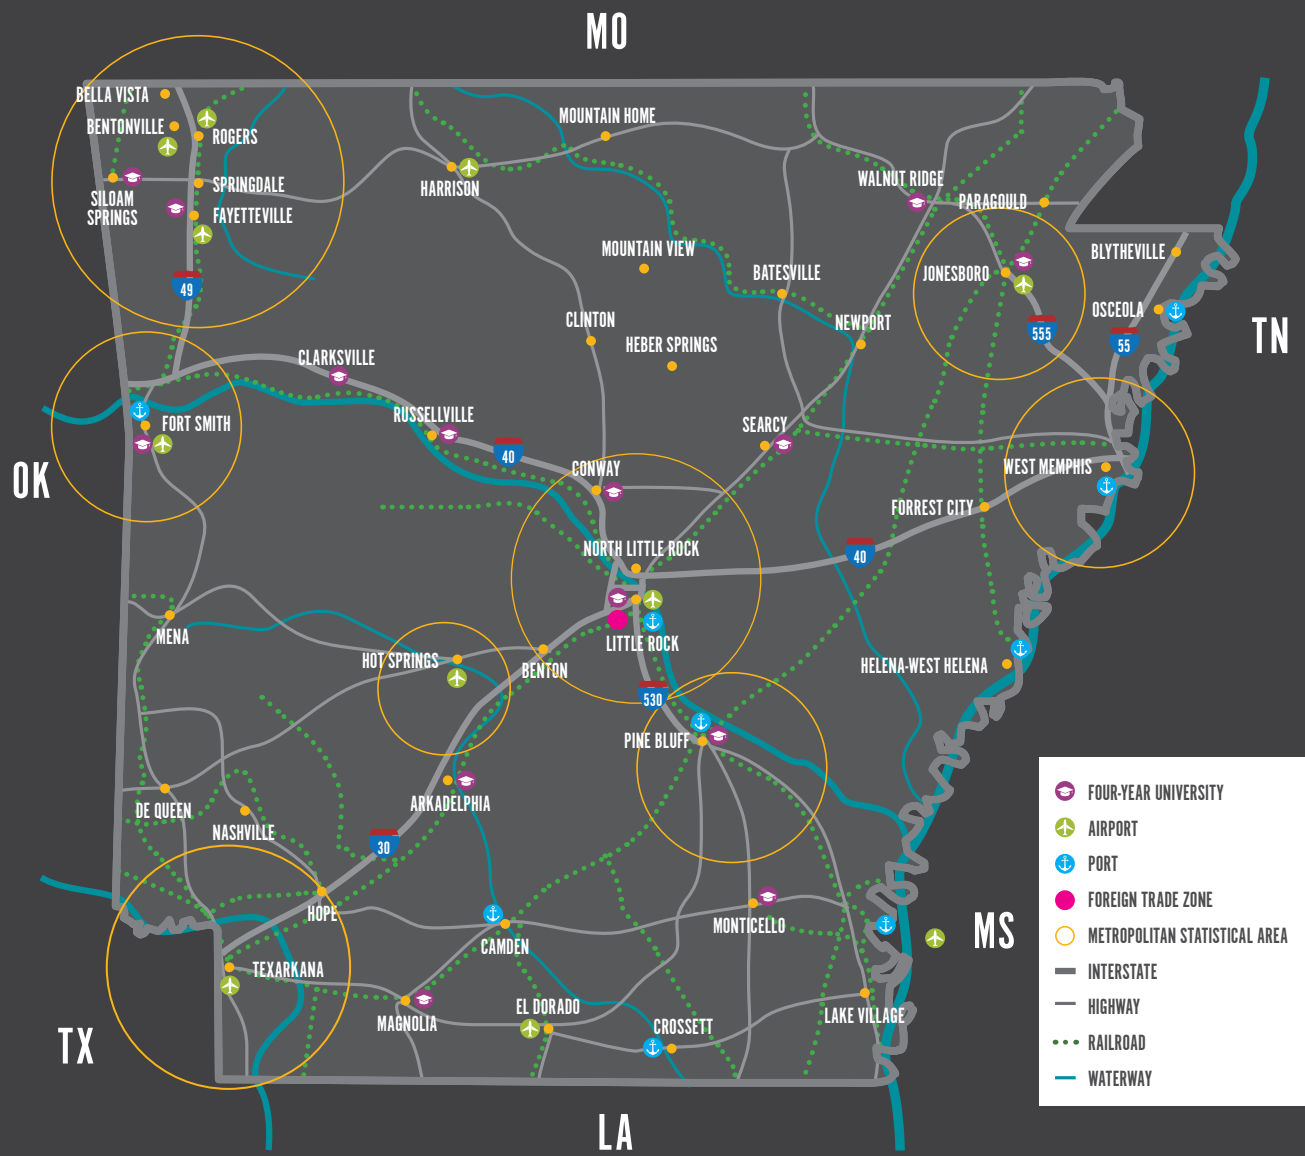 MO
BELLA VISTA
BENTONVILLE
ROGERS
MOUNTAIN HOME
SILOAM
SPRINGS
SPRINGDALE
FAYETTEVILLE
HARRISON
WALNUT RIDGE
PARAGOULD
MOUNTAIN VIEW
BATESVILLE
JONESBORO
BLYTHEVILLE
49
OSCEOLA
CLINTON
NEWPORT
555
55
TN
HEBER SPRINGS
CLARKSVILLE
RUSSELLVILLE
FORT SMITH
SEARCY
40
OK
CONWAY
WEST MEMPHIS
FORREST CITY
NORTH LITTLE ROCK
40
MENA
LITTLE ROCK
HOT SPRINGS
BENTON
HELENA-WEST HELENA
530
PINE BLUFF
DE QUEEN
NASHVILLE
ARKADELPHIA
30
HOPE
CAMDEN
MONTICELLO
MS
TEXARKANA
MAGNOLIA
EL DORADO
CROSSETT
LAKE VILLAGE
TX
LA
FOUR-YEAR UNIVERSITY
AIRPORT
PORT
FOREIGN TRADE ZONE
METROPOLITAN STATISTICAL AREA
INTERSTATE
HIGHWAY
RAILROAD
WATERWAY